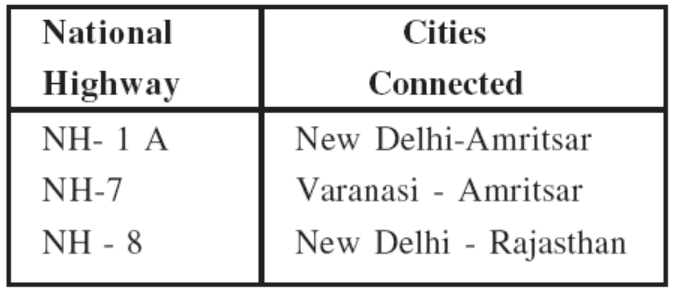 National Highway
Cities Connected
NH- 1 A
New Delhi-Amritsar
NH-7
Varanasi - Amritsar
NH - 8
New Delhi - Rajasthan